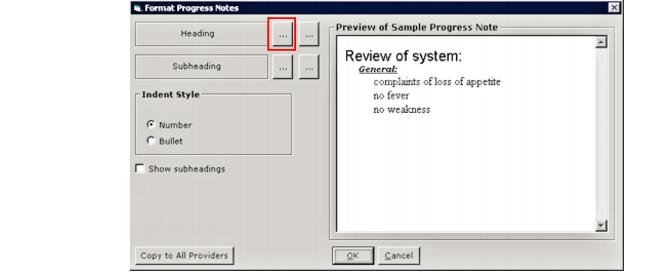 Format Progress Notes
Heading
...
...
Subheading
...
...
Indent Style
Number
Bullet
Show subheadings
Copy to All Providers
Preview of Sample Progress Note
Review of system:
General:
complaints of loss of appetite
no fever
no weakness
OK
Cancel